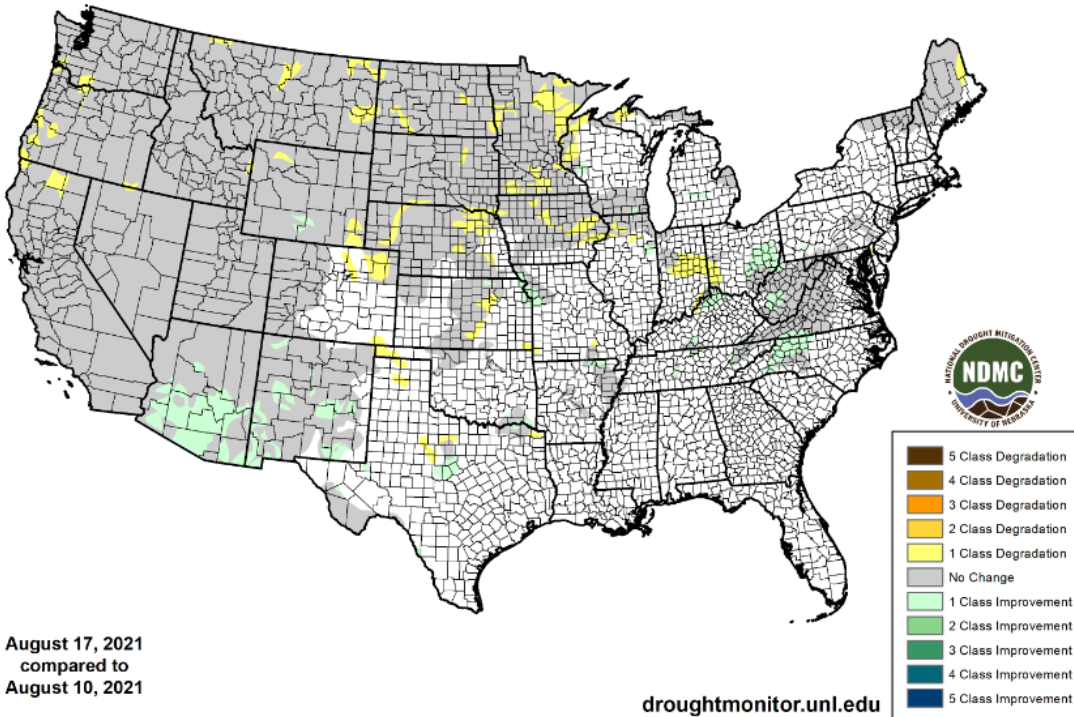 NATIONAL DROUGHT MITIGATION CENTER
NDMC
UNIVERSITY OF NEBRASKA
5 Class Degradation
4 Class Degradation
3 Class Degradation
2 Class Degradation
1 Class Degradation
No Change
1 Class Improvement
2 Class Improvement
3 Class Improvement
4 Class Improvement
5 Class Improvement
August 17, 2021
compared to
August 10, 2021
droughtmonitor.unl.edu